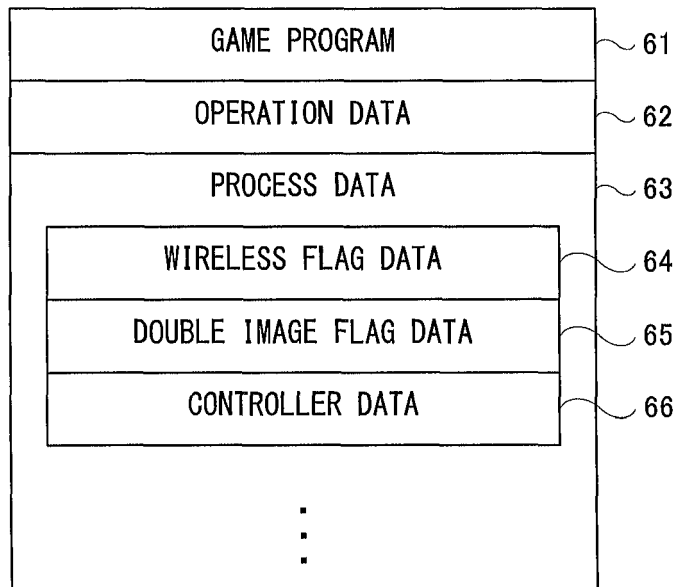 GAME PROGRAM 61
OPERATION DATA 62
PROCESS DATA 63
WIRELESS FLAG DATA 64
DOUBLE IMAGE FLAG DATA 65
CONTROLLER DATA 66